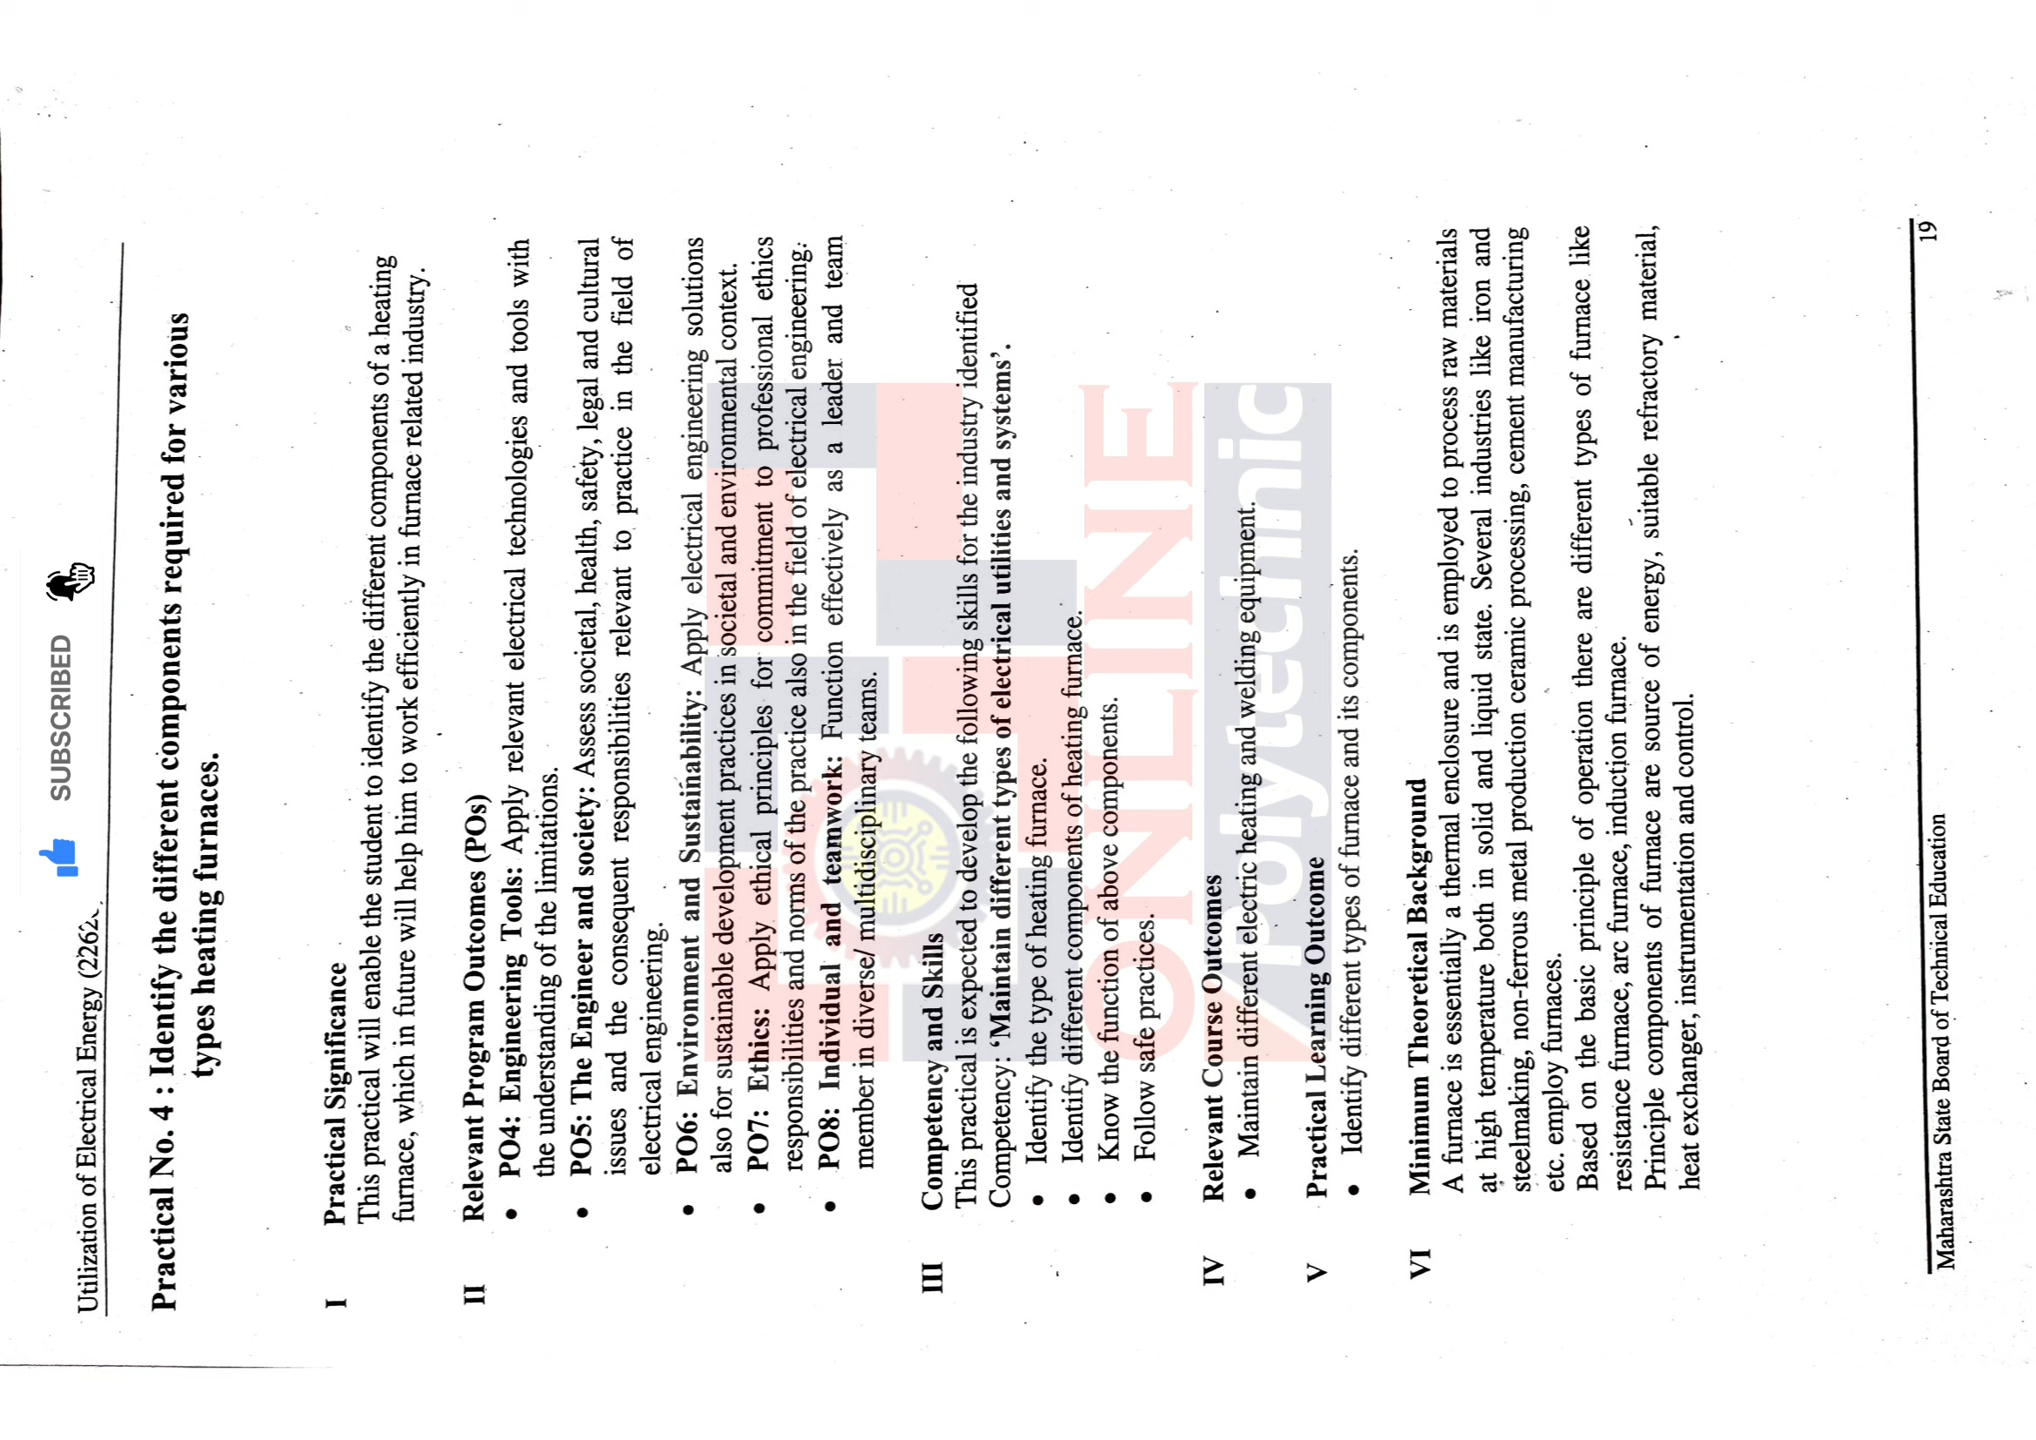 Utilization of Electrical Energy (2262
SUBSCRIBED
Practical No. 4 : Identify the different components required for various
types heating furnaces.
I Practical Significance
This practical will enable the student to identify the different components of a heating
furnace, which in future will help him to work efficiently in furnace related industry.
II Relevant Program Outcomes (POs)
• PO4: Engineering Tools: Apply relevant electrical technologies and tools with
the understanding of the limitations.
• PO5: The Engineer and society: Assess societal, health, safety, legal and cultural
issues and the consequent responsibilities relevant to practice in the field of
electrical engineering.
• PO6: Environment and Sustainability: Apply electrical engineering solutions
also for sustainable development practices in societal and environmental context.
• PO7: Ethics: Apply ethical principles for commitment to professional ethics
responsibilities and norms of the practice also in the field of electrical engineering.
• PO8: Individual and teamwork: Function effectively as a leader and team
member in diverse/ multidisciplinary teams.
III Competency and Skills
This practical is expected to develop the following skills for the industry identified
Competency: ‘Maintain different types of electrical utilities and systems’.
• Identify the type of heating furnace.
• Identify different components of heating furnace.
• Know the function of above components.
• Follow safe practices.
IV Relevant Course Outcomes
• Maintain different electric heating and welding equipment.
V Practical Learning Outcome
• Identify different types of furnace and its components.
VI Minimum Theoretical Background
A furnace is essentially a thermal enclosure and is employed to process raw materials
at high temperature both in solid and liquid state. Several industries like iron and
steelmaking, non-ferrous metal production ceramic processing, cement manufacturing
etc. employ furnaces.
Based on the basic principle of operation there are different types of furnace like
resistance furnace, arc furnace, induction furnace.
Principle components of furnace are source of energy, suitable refractory material,
heat exchanger, instrumentation and control.
ONLINE
Polytechnic
Maharashtra State Board of Technical Education 19